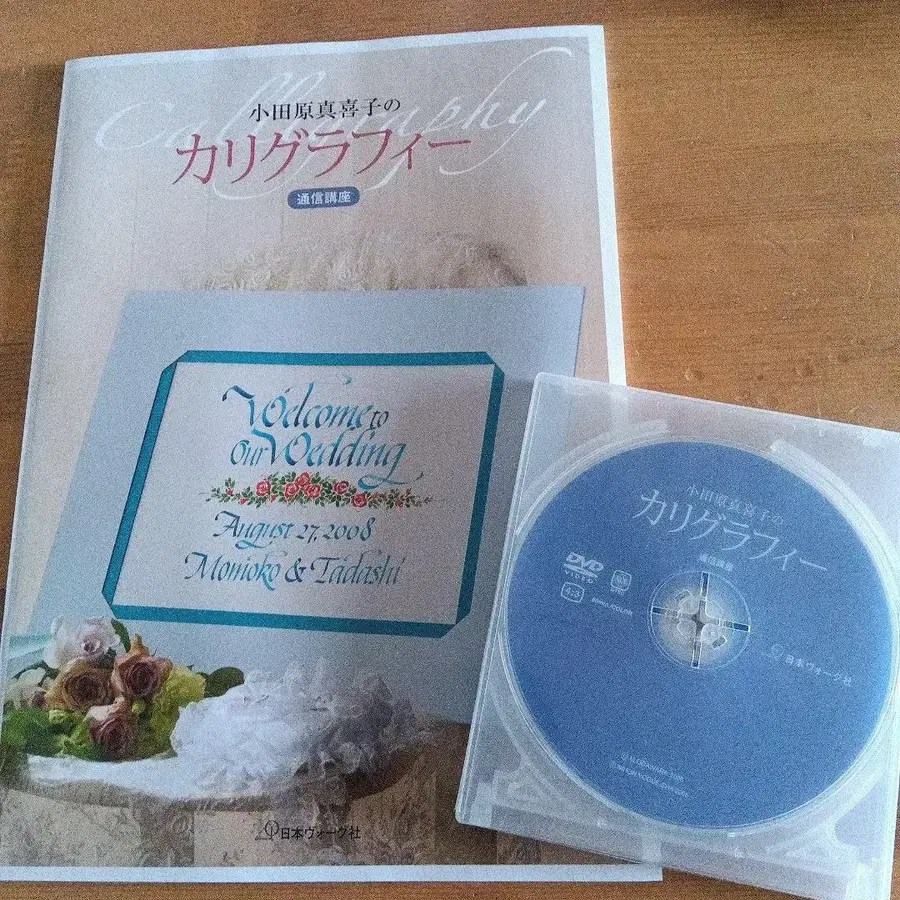 Calligraphy
小田原真喜子の
カリグラフィー
通信講座
Welcome to
Our Wedding
August 27, 2008
Momoko & Tadashi
日本ヴォーグ社
小田原真喜子の
カリグラフィー
通信講座
DVD
VIDEO
4:3
日本ヴォーグ社